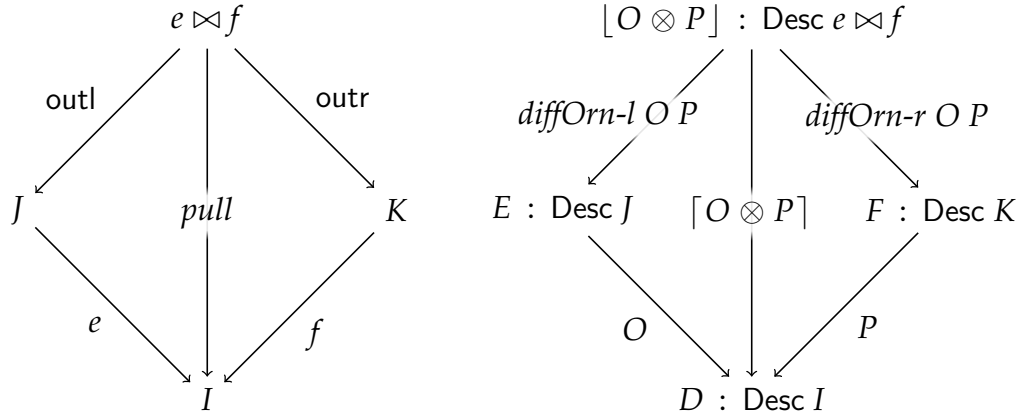 e ⋈ f
outl
outr
J
pull
K
e
f
I
⌊O ⊗ P⌋ : Desc e ⋈ f
diffOrn-l O P
diffOrn-r O P
E : Desc J
⌈O ⊗ P⌉
F : Desc K
O
P
D : Desc I